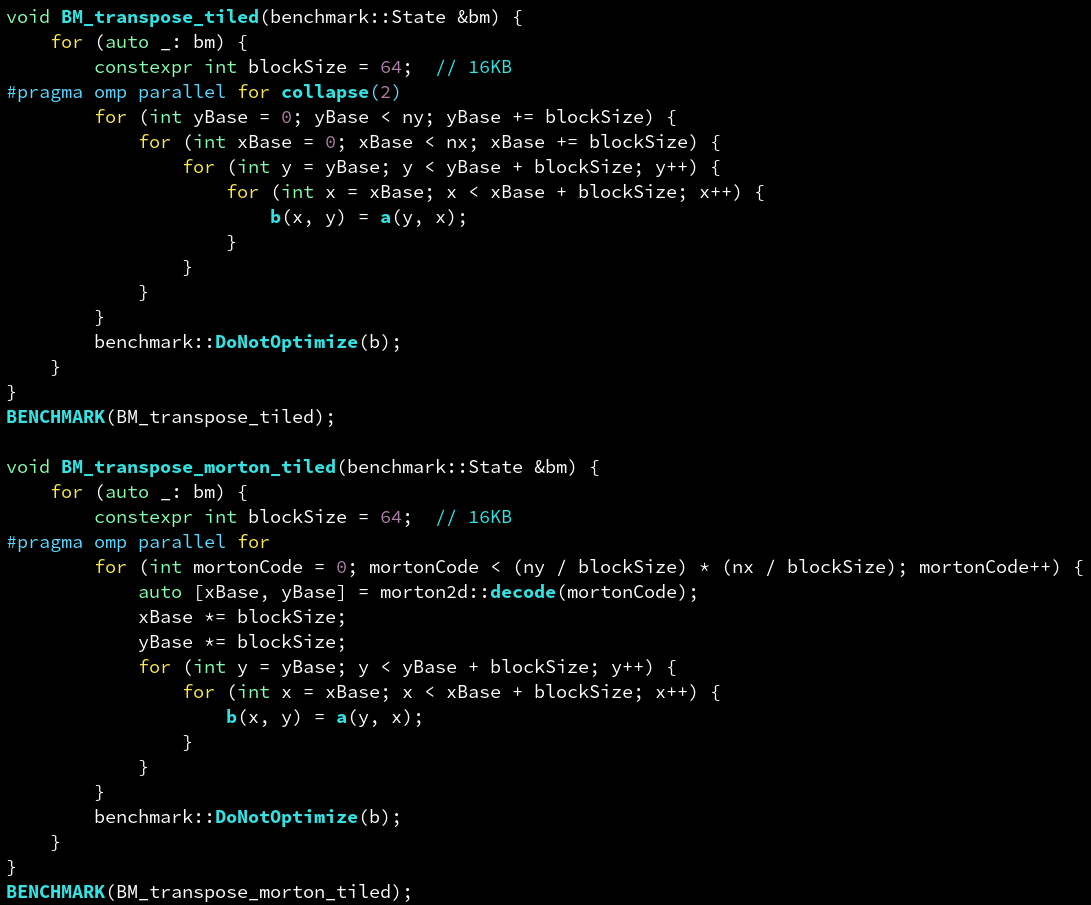 void BM_transpose_tiled(benchmark::State &bm) {
    for (auto _: bm) {
        constexpr int blockSize = 64;  // 16KB
#pragma omp parallel for collapse(2)
        for (int yBase = 0; yBase < ny; yBase += blockSize) {
            for (int xBase = 0; xBase < nx; xBase += blockSize) {
                for (int y = yBase; y < yBase + blockSize; y++) {
                    for (int x = xBase; x < xBase + blockSize; x++) {
                        b(x, y) = a(y, x);
                    }
                }
            }
        }
        benchmark::DoNotOptimize(b);
    }
}
BENCHMARK(BM_transpose_tiled);

void BM_transpose_morton_tiled(benchmark::State &bm) {
    for (auto _: bm) {
        constexpr int blockSize = 64;  // 16KB
#pragma omp parallel for
        for (int mortonCode = 0; mortonCode < (ny / blockSize) * (nx / blockSize); mortonCode++) {
            auto [xBase, yBase] = morton2d::decode(mortonCode);
            xBase *= blockSize;
            yBase *= blockSize;
            for (int y = yBase; y < yBase + blockSize; y++) {
                for (int x = xBase; x < xBase + blockSize; x++) {
                    b(x, y) = a(y, x);
                }
            }
        }
        benchmark::DoNotOptimize(b);
    }
}
BENCHMARK(BM_transpose_morton_tiled);